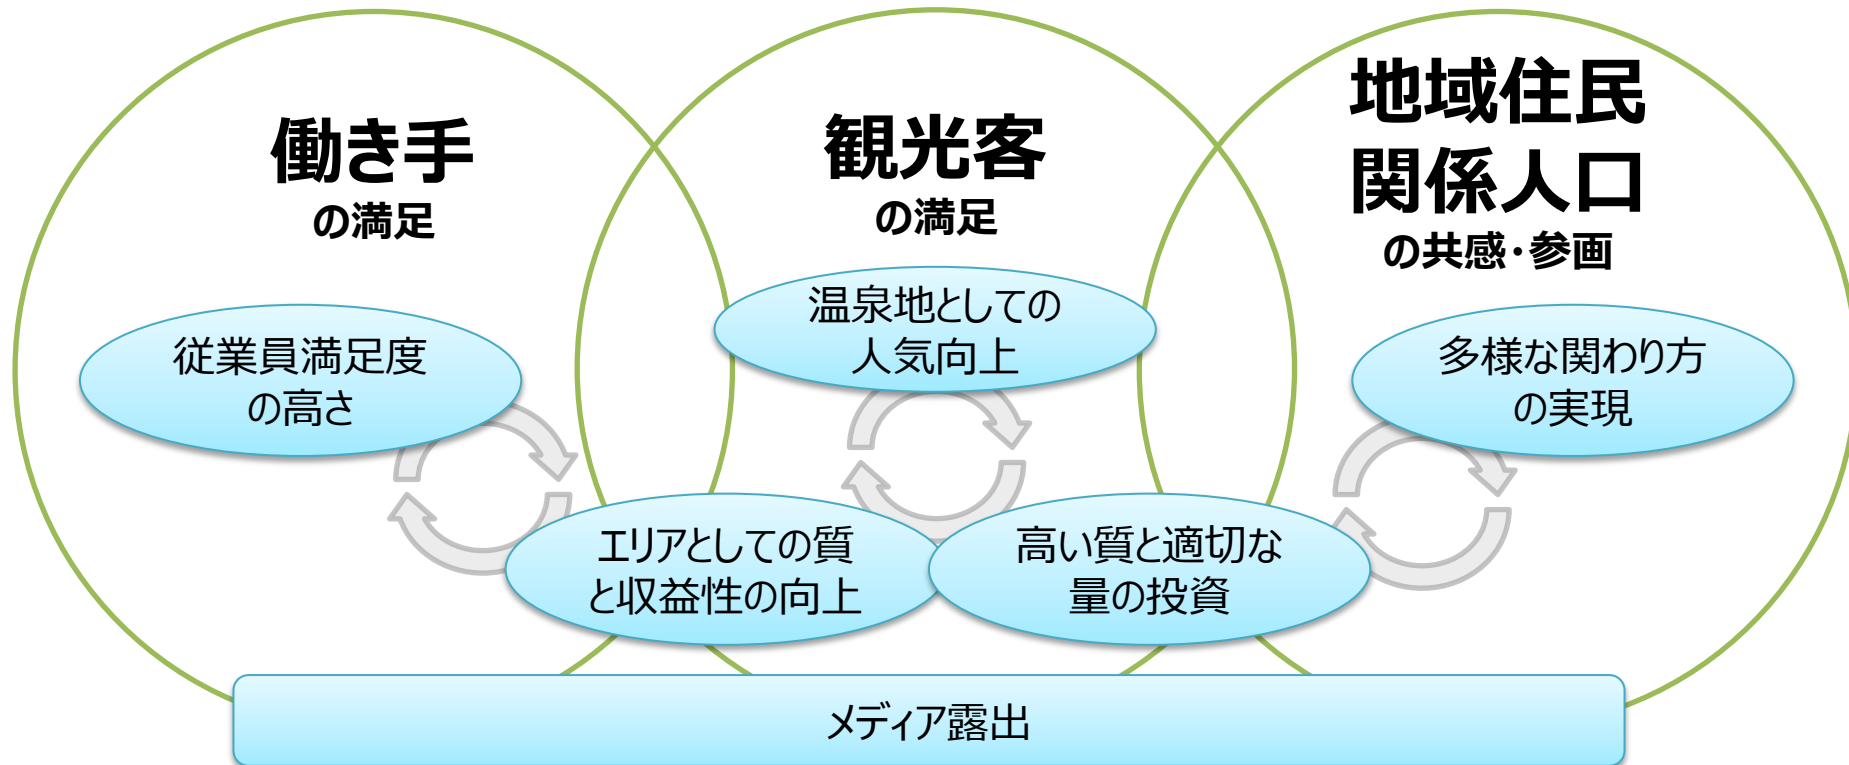 働き手
の満足
観光客
の満足
地域住民
関係人口
の共感・参画
従業員満足度
の高さ
温泉地としての
人気向上
多様な関わり方
の実現
エリアとしての質
と収益性の向上
高い質と適切な
量の投資
メディア露出